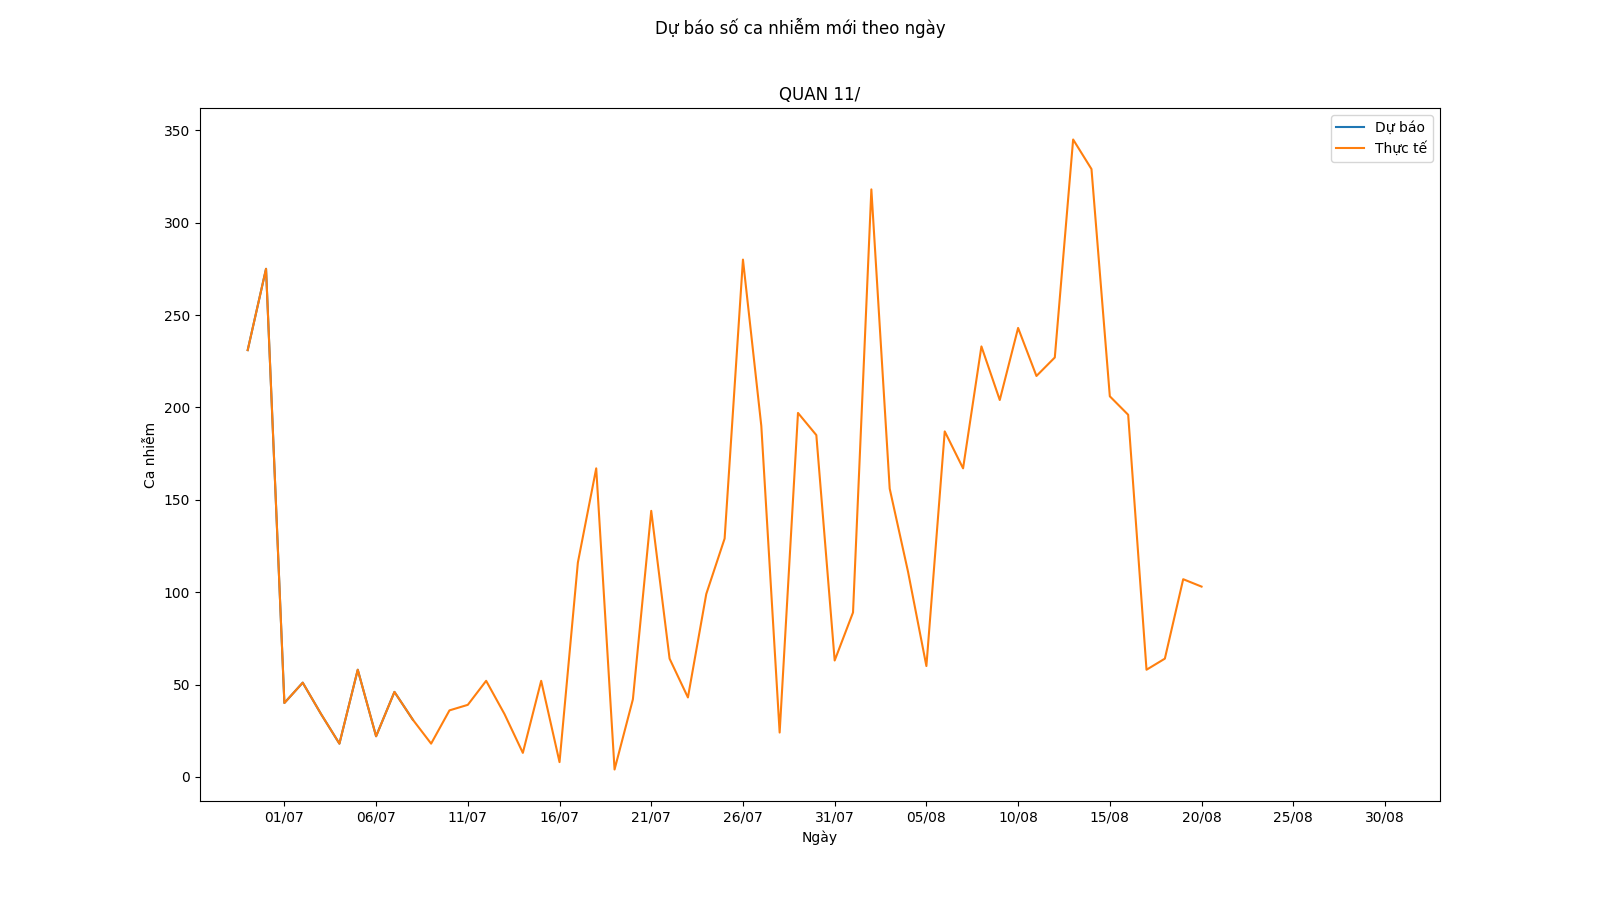 Dự báo số ca nhiễm mới theo ngày
QUAN 11/
Dự báo
Thực tế
350
300
250
200
150
100
50
0
Ca nhiễm
01/07 06/07 11/07 16/07 21/07 26/07 31/07 05/08 10/08 15/08 20/08 25/08 30/08
Ngày